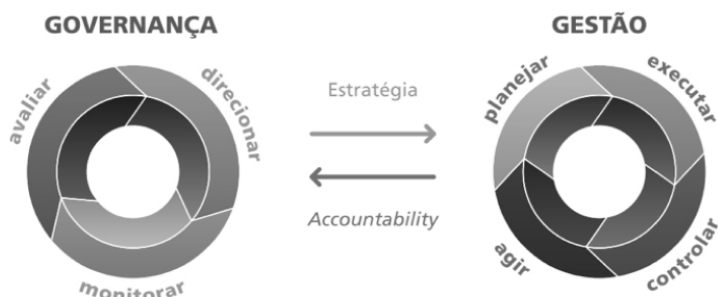 GOVERNANÇA
avaliar
direcionar
monitorar
Estratégia
Accountability
GESTÃO
planejar
executar
agir
controlar